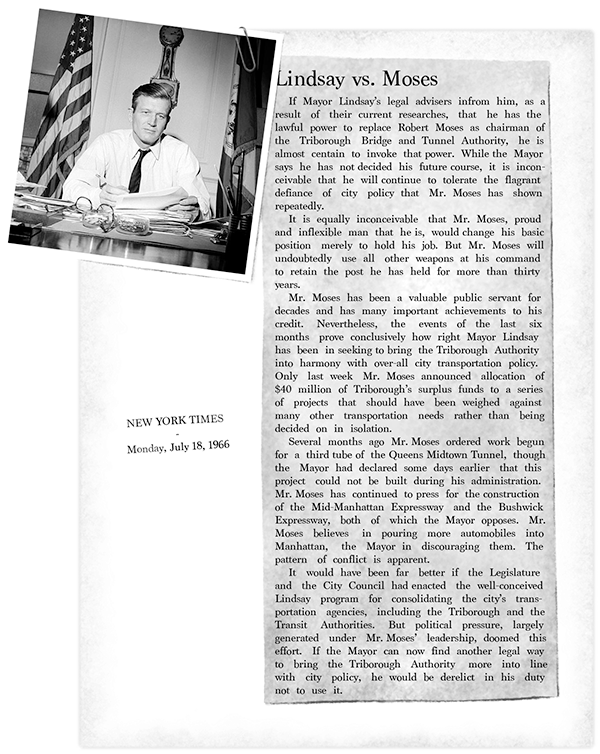 Lindsay vs. Moses
If Mayor Lindsay's legal advisers infrom him, as a
result of their current researches, that he has the
lawful power to replace Robert Moses as chairman of
the Triborough Bridge and Tunnel Authority, he is
almost centain to invoke that power. While the Mayor
says he has not decided his future course, it is incon-
ceivable that he will continue to tolerate the flagrant
defiance of city policy that Mr. Moses has shown
repeatedly.
It is equally inconceivable that Mr. Moses, proud
and inflexible man that he is, would change his basic
position merely to hold his job. But Mr. Moses will
undoubtedly use all other weapons at his command
to retain the post he has held for more than thirty
years.
Mr. Moses has been a valuable public servant for
decades and has many important achievements to his
credit. Nevertheless, the events of the last six
months prove conclusively how right Mayor Lindsay
has been in seeking to bring the Triborough Authority
into harmony with over-all city transportation policy.
Only last week Mr. Moses announced allocation of
$40 million of Triborough's surplus funds to a series
of projects that should have been weighed against
many other transportation needs rather than being
decided on in isolation.
Several months ago Mr. Moses ordered work begun
for a third tube of the Queens Midtown Tunnel, though
the Mayor had declared some days earlier that this
project could not be built during his administration.
Mr. Moses has continued to press for the construction
of the Mid-Manhattan Expressway and the Bushwick
Expressway, both of which the Mayor opposes. Mr.
Moses believes in pouring more automobiles into
Manhattan, the Mayor in discouraging them. The
pattern of conflict is apparent.
It would have been far better if the Legislature
and the City Council had enacted the well-conceived
Lindsay program for consolidating the city's trans-
portation agencies, including the Triborough and the
Transit Authorities. But political pressure, largely
generated under Mr. Moses' leadership, doomed this
effort. If the Mayor can now find another legal way
to bring the Triborough Authority more into line
with city policy, he would be derelict in his duty
not to use it.
NEW YORK TIMES
-
Monday, July 18, 1966